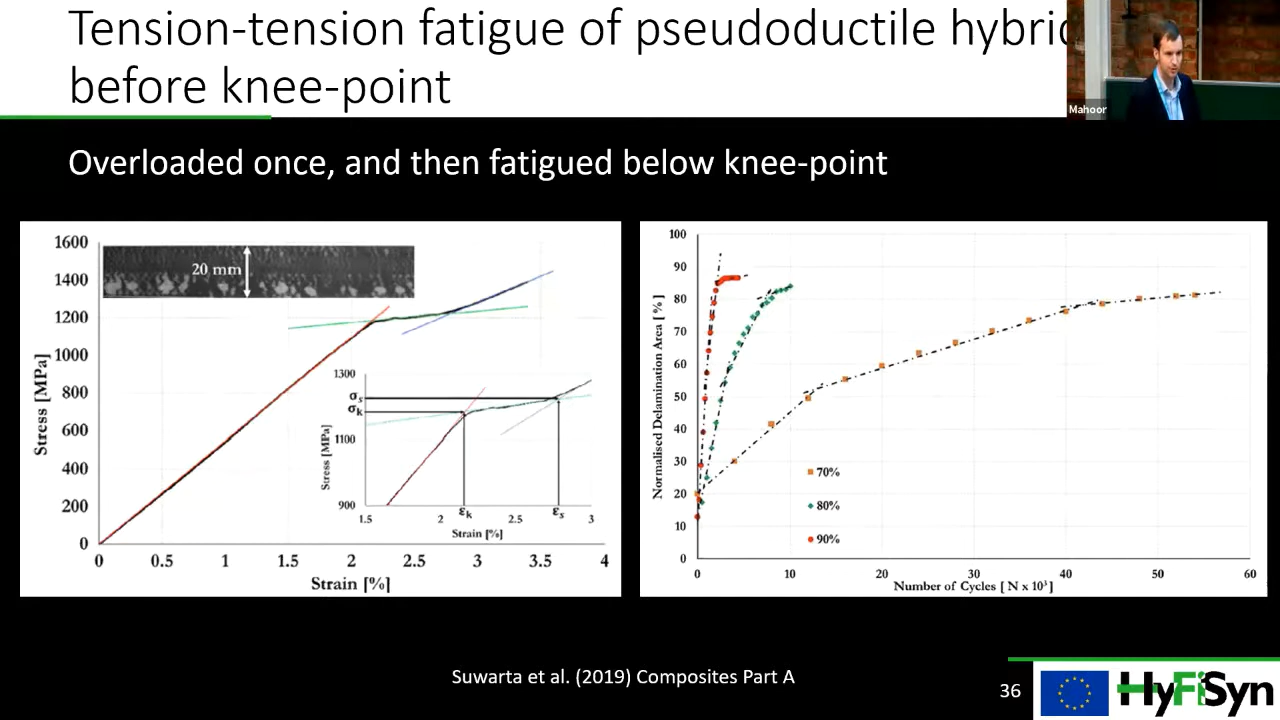 Tension-tension fatigue of pseudoductile hybri
before knee-point
Mahoor
Overloaded once, and then fatigued below knee-point
1600
1400
1200
1000
800
600
400
200
0
0 0.5 1 1.5 2 2.5 3 3.5 4
Stress [MPa]
Strain [%]
20 mm
1300
1100
900
σs
σk
1.5 2 εk 2.5 εs 3
Stress [MPa]
Strain [%]
100
90
80
70
60
50
40
30
20
10
0
0 10 20 30 40 50 60
Normalised Delamination Area [%]
Number of Cycles [ N x 10³]
70%
80%
90%
Suwarta et al. (2019) Composites Part A
36
HyFiSyn